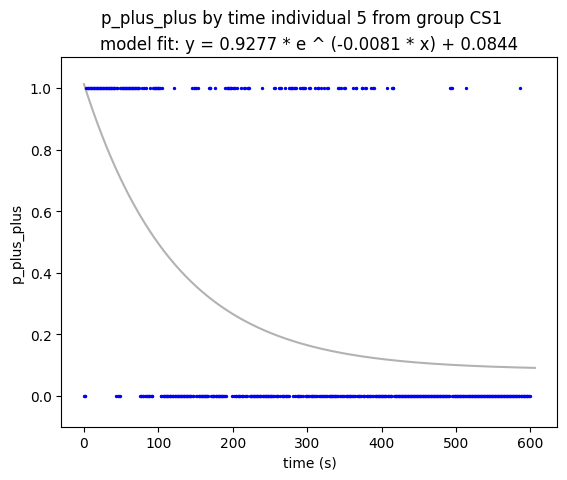 p_plus_plus by time individual 5 from group CS1
model fit: y = 0.9277 * e ^ (-0.0081 * x) + 0.0844
1.0
0.8
0.6
0.4
0.2
0.0
p_plus_plus
0 100 200 300 400 500 600
time (s)